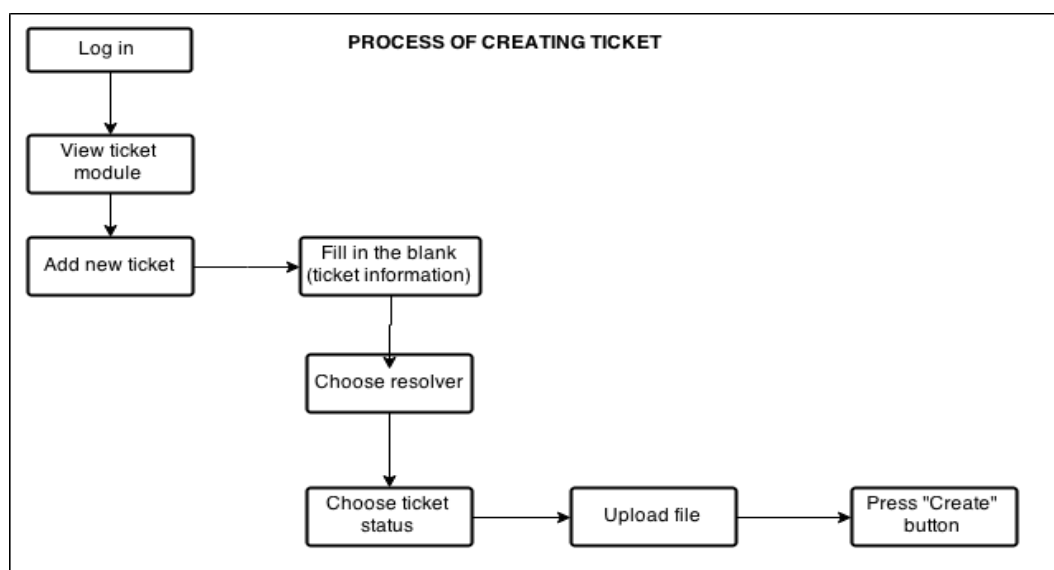 PROCESS OF CREATING TICKET
Log in
View ticket
module
Add new ticket
Fill in the blank
(ticket information)
Choose resolver
Choose ticket
status
Upload file
Press "Create"
button